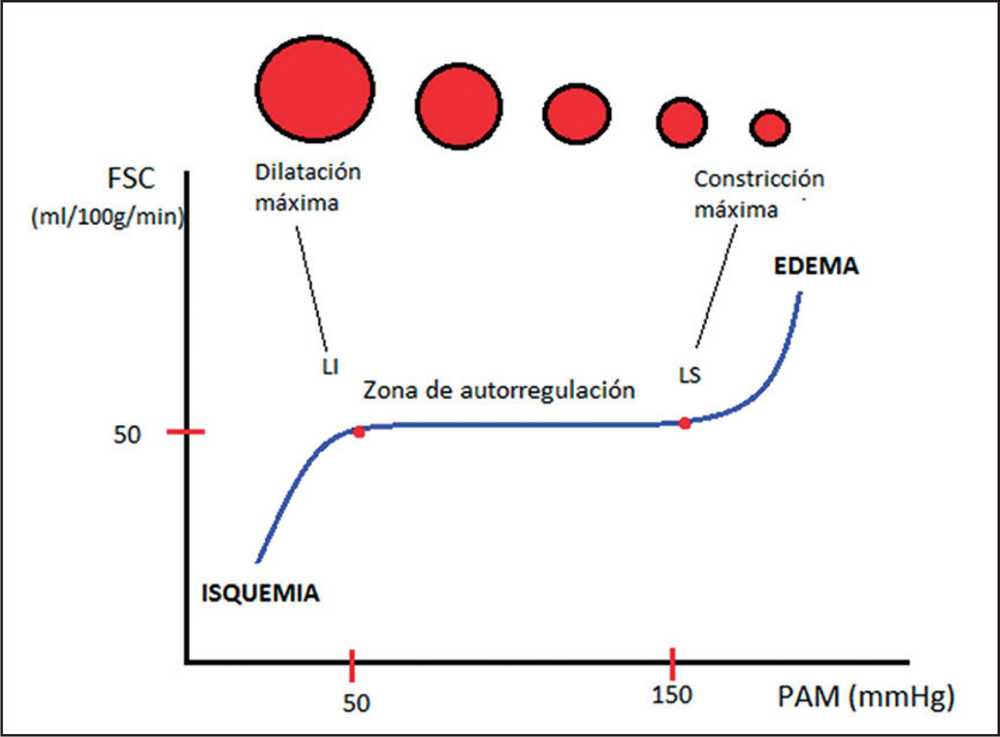 Dilatación
máxima
Constricción
máxima
FSC
(ml/100g/min)
EDEMA
LI
LS
Zona de autorregulación
50
ISQUEMIA
50
150
PAM (mmHg)